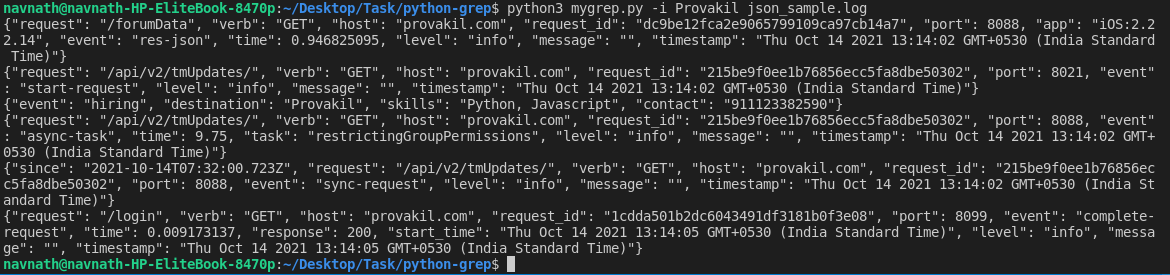 navnath@navnath-HP-EliteBook-8470p:~/Desktop/Task/python-grep$ python3 mygrep.py -i Provakil json_sample.log
{"request": "/forumData", "verb": "GET", "host": "provakil.com", "request_id": "dc9be12fca2e9065799109ca97cb14a7", "port": 8088, "app": "iOS:2.2
2.14", "event": "res-json", "time": 0.946825095, "level": "info", "message": "", "timestamp": "Thu Oct 14 2021 13:14:02 GMT+0530 (India Standard
 Time)"}
{"request": "/api/v2/tmUpdates/", "verb": "GET", "host": "provakil.com", "request_id": "215be9f0ee1b76856ecc5fa8dbe50302", "port": 8021, "event"
: "start-request", "level": "info", "message": "", "timestamp": "Thu Oct 14 2021 13:14:02 GMT+0530 (India Standard Time)"}
{"event": "hiring", "destination": "Provakil", "skills": "Python, Javascript", "contact": "911123382590"}
{"request": "/api/v2/tmUpdates/", "verb": "GET", "host": "provakil.com", "request_id": "215be9f0ee1b76856ecc5fa8dbe50302", "port": 8088, "event"
: "async-task", "time": 9.75, "task": "restrictingGroupPermissions", "level": "info", "message": "", "timestamp": "Thu Oct 14 2021 13:14:02 GMT+
0530 (India Standard Time)"}
{"since": "2021-10-14T07:32:00.723Z", "request": "/api/v2/tmUpdates/", "verb": "GET", "host": "provakil.com", "request_id": "215be9f0ee1b76856ec
c5fa8dbe50302", "port": 8088, "event": "sync-request", "level": "info", "message": "", "timestamp": "Thu Oct 14 2021 13:14:02 GMT+0530 (India St
andard Time)"}
{"request": "/login", "verb": "GET", "host": "provakil.com", "request_id": "1cdda501b2dc6043491df3181b0f3e08", "port": 8099, "event": "complete-
request", "time": 0.009173137, "response": 200, "start_time": "Thu Oct 14 2021 13:14:05 GMT+0530 (India Standard Time)", "level": "info", "messa
ge": "", "timestamp": "Thu Oct 14 2021 13:14:05 GMT+0530 (India Standard Time)"}
navnath@navnath-HP-EliteBook-8470p:~/Desktop/Task/python-grep$